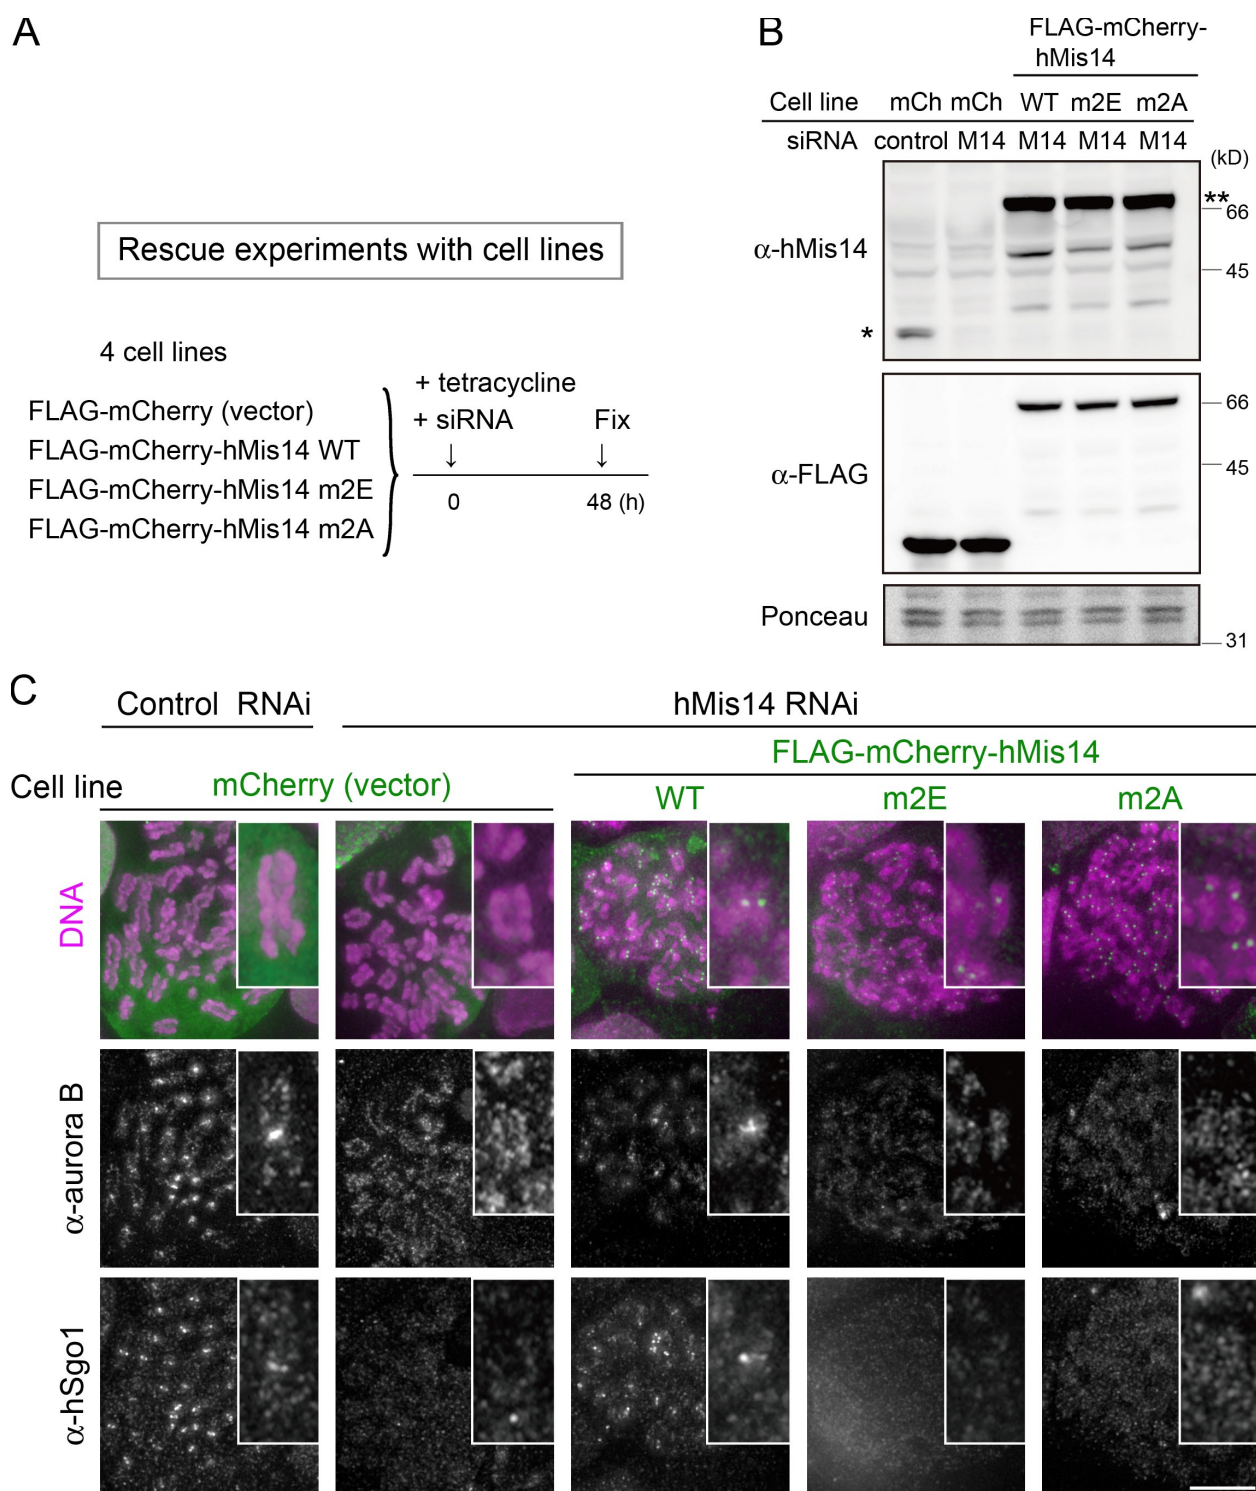 A
Rescue experiments with cell lines
4 cell lines
FLAG-mCherry (vector)
FLAG-mCherry-hMis14 WT
FLAG-mCherry-hMis14 m2E
FLAG-mCherry-hMis14 m2A
+ tetracycline
+ siRNA Fix
↓ ↓
0 48 (h)
B
FLAG-mCherry-
hMis14
Cell line mCh mCh WT m2E m2A
siRNA control M14 M14 M14 M14
(kD)
α-hMis14
**
66
45
*
α-FLAG
66
45
Ponceau
31
C
Control RNAi hMis14 RNAi
FLAG-mCherry-hMis14
Cell line mCherry (vector) WT m2E m2A
DNA
α-aurora B
α-hSgo1